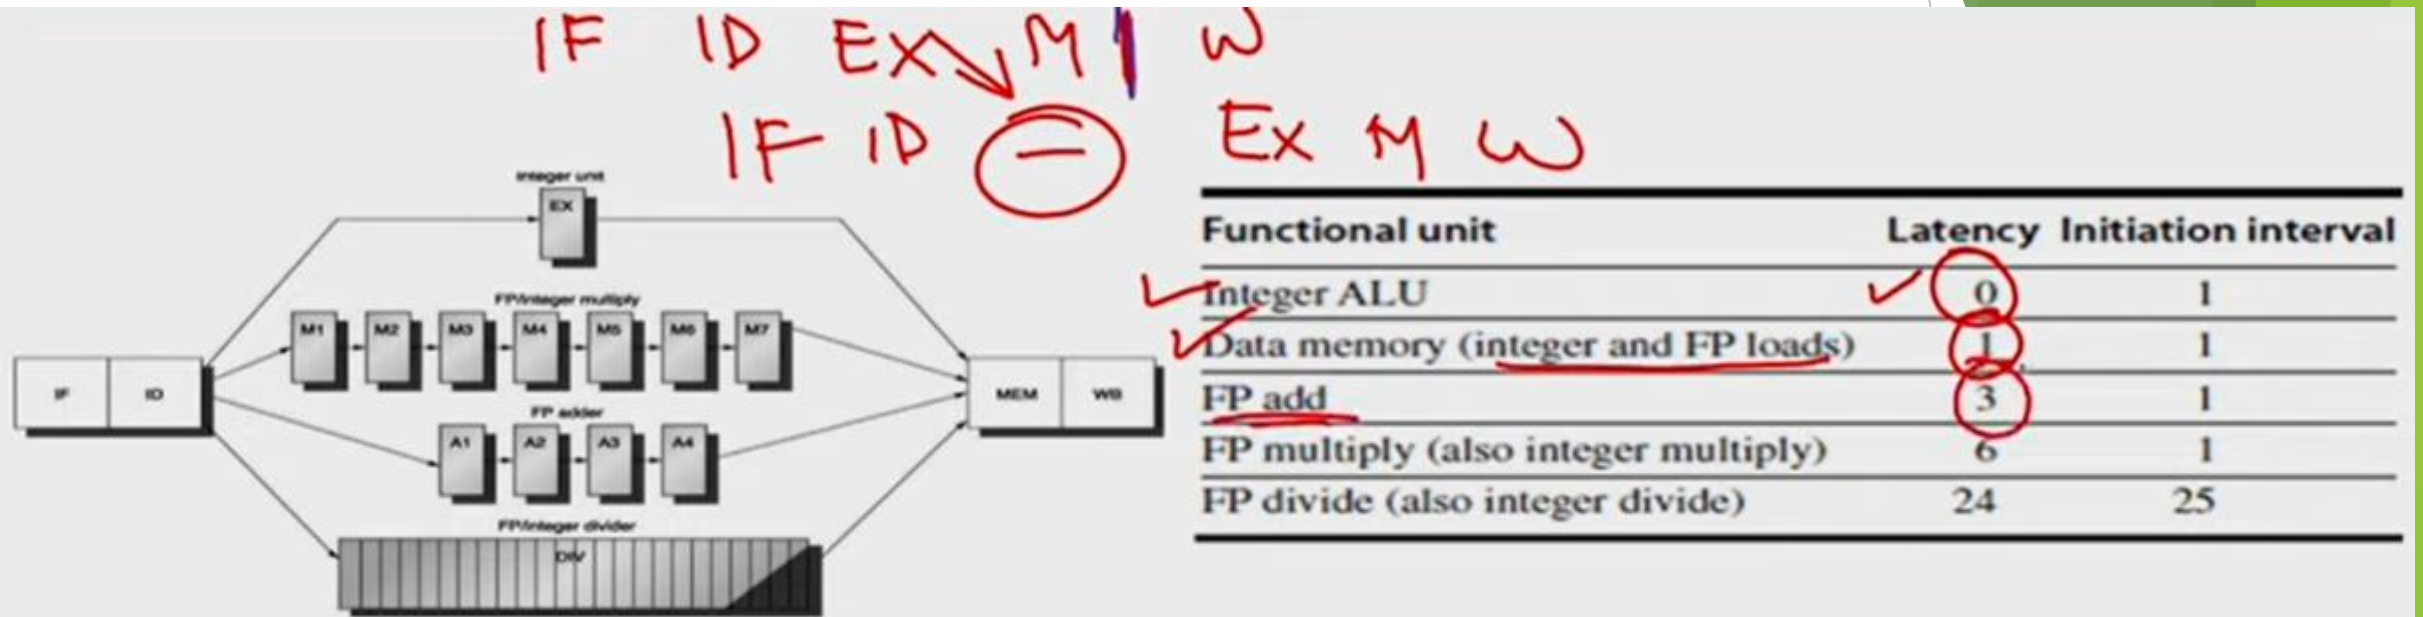 IF ID EX M W
IF ID — EX M W
Integer unit
EX
FP/integer multiply
M1 M2 M3 M4 M5 M6 M7
IF ID
MEM WB
FP adder
A1 A2 A3 A4
FP/integer divider
DIV
Functional unit Latency Initiation interval
Integer ALU 0 1
Data memory (integer and FP loads) 1 1
FP add 3 1
FP multiply (also integer multiply) 6 1
FP divide (also integer divide) 24 25